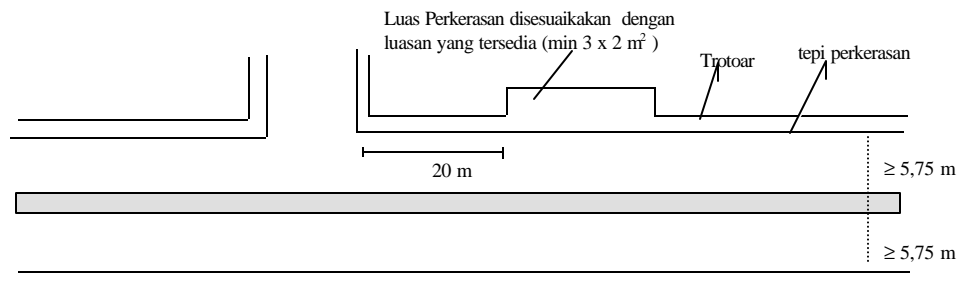 Luas Perkerasan disesuaikakan dengan
luasan yang tersedia (min 3 x 2 m² )
Trotoar
tepi perkerasan
20 m
≥ 5,75 m
≥ 5,75 m